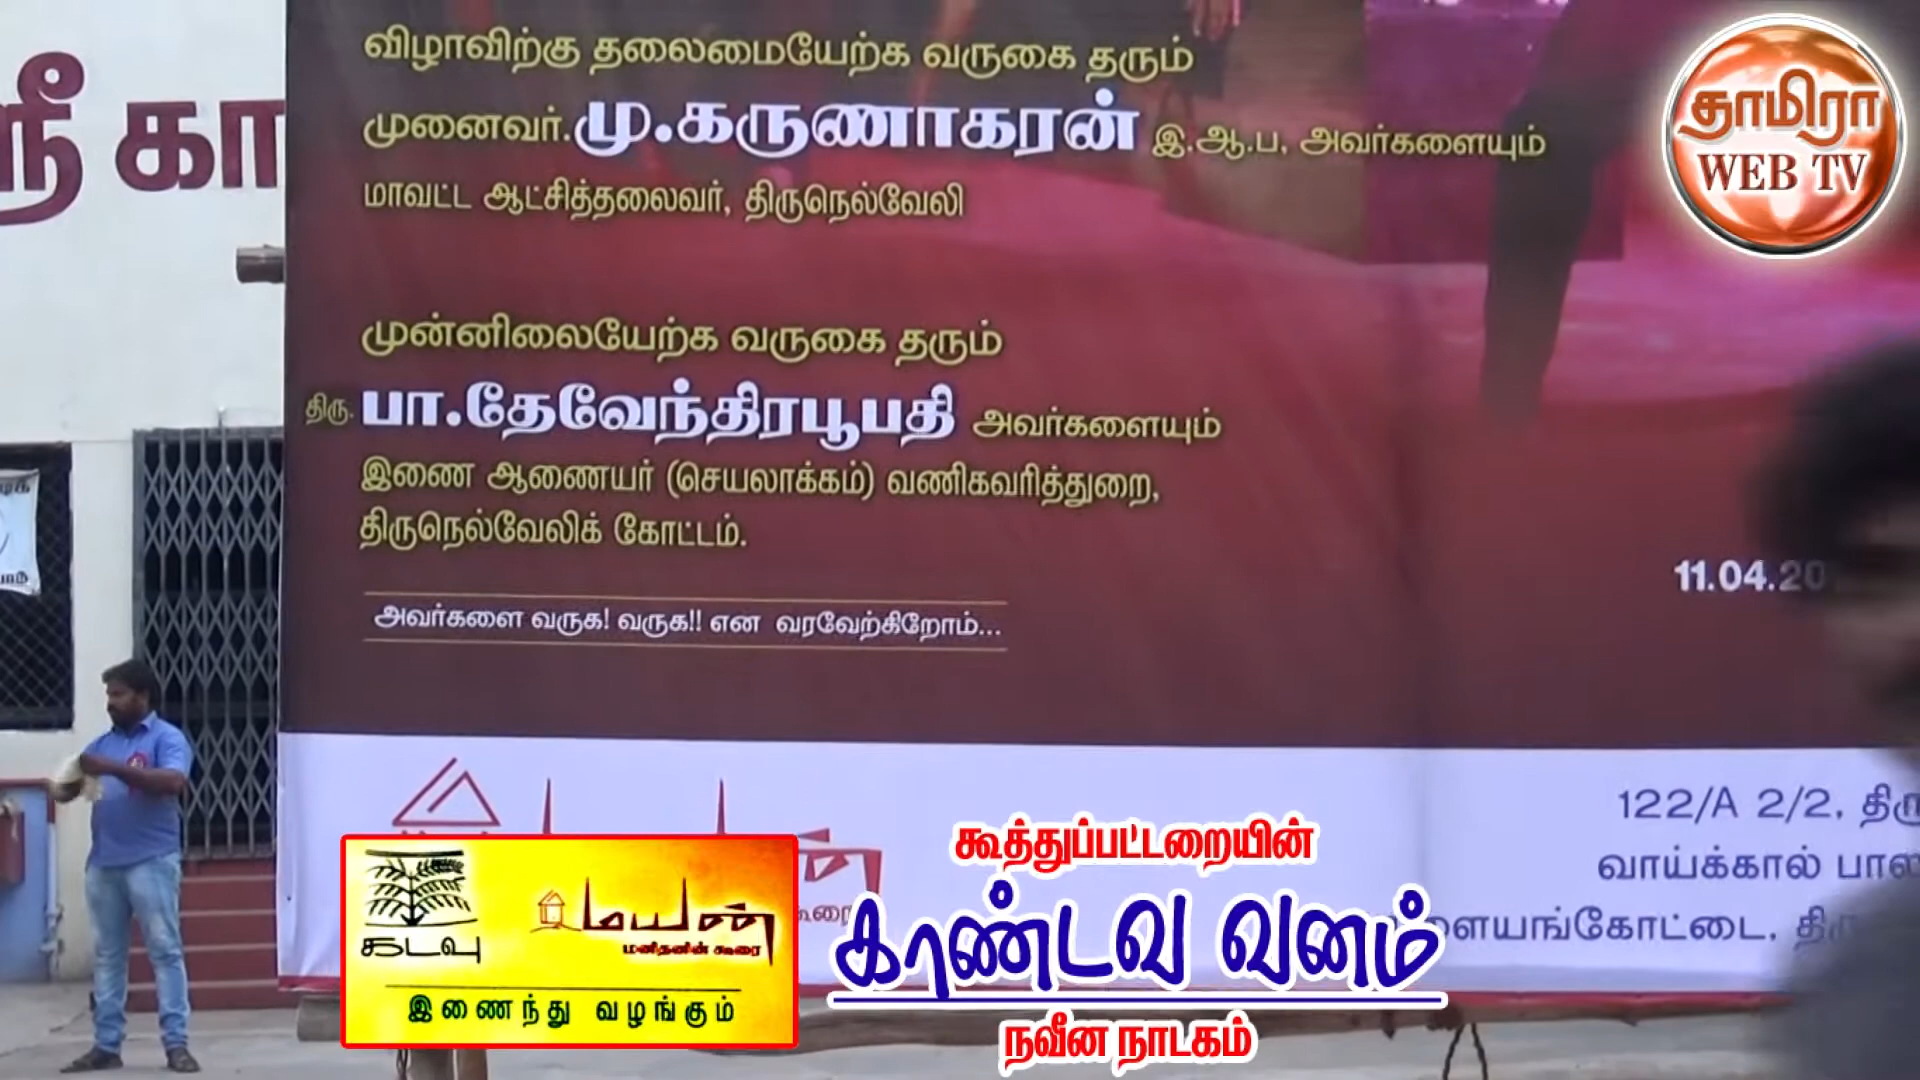 ஸ்ரீ கா
விழாவிற்கு தலைமையேற்க வருகை தரும்
முனைவர்.மு.கருணாகரன் இ.ஆ.ப, அவர்களையும்
மாவட்ட ஆட்சித்தலைவர், திருநெல்வேலி
முன்னிலையேற்க வருகை தரும்
திரு. பா.தேவேந்திரபூபதி அவர்களையும்
இணை ஆணையர் (செயலாக்கம்) வணிகவரித்துறை,
திருநெல்வேலிக் கோட்டம்.
அவர்களை வருக! வருக!! என வரவேற்கிறோம்...
11.04.20
122/A 2/2, திரு
வாய்க்கால் பால
ளையங்கோட்டை, திரு
தாமிரா
WEB TV
கடவு
மயன்
மனிதனின் கூரை
இணைந்து வழங்கும்
கூத்துப்பட்டறையின்
காண்டவ வனம்
நவீன நாடகம்